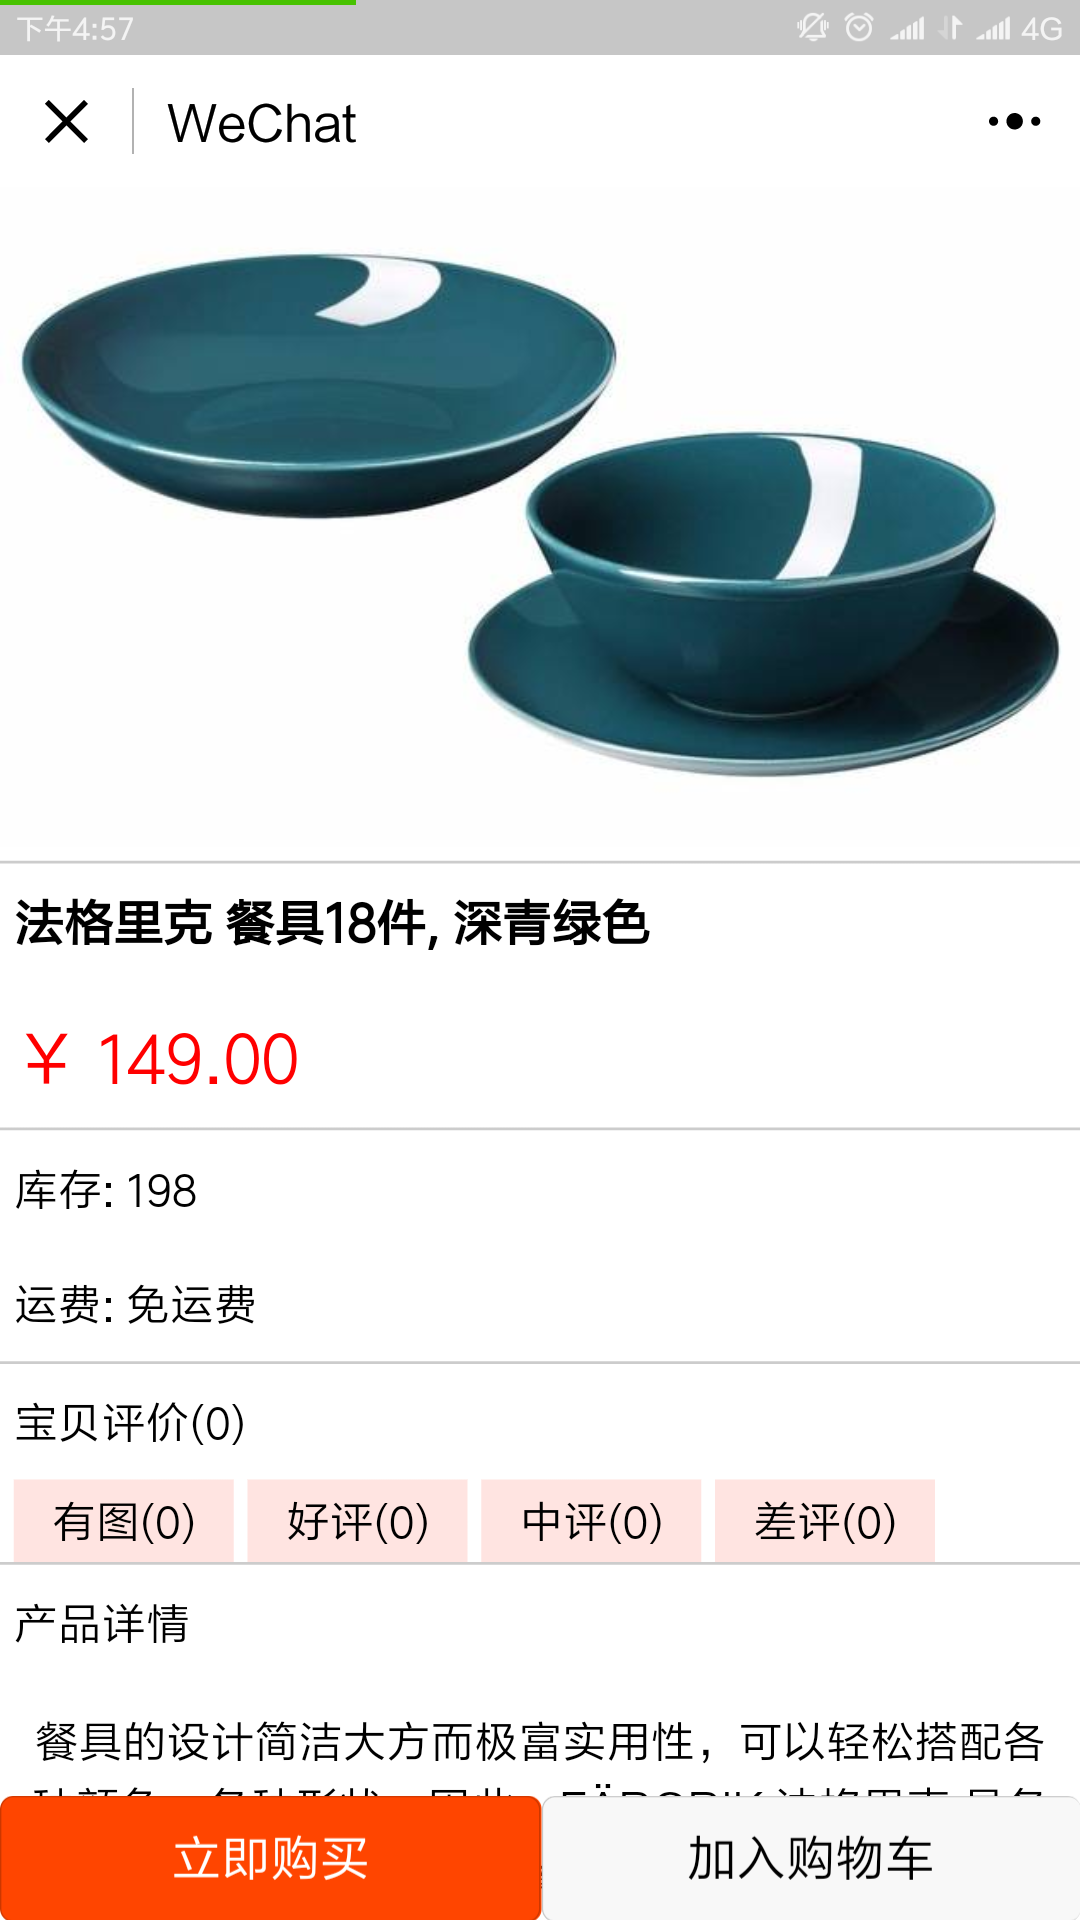 下午4:57
4G
WeChat
法格里克 餐具18件, 深青绿色
¥ 149.00
库存: 198
运费: 免运费
宝贝评价(0)
有图(0) 好评(0) 中评(0) 差评(0)
产品详情
餐具的设计简洁大方而极富实用性，可以轻松搭配各
立即购买
加入购物车